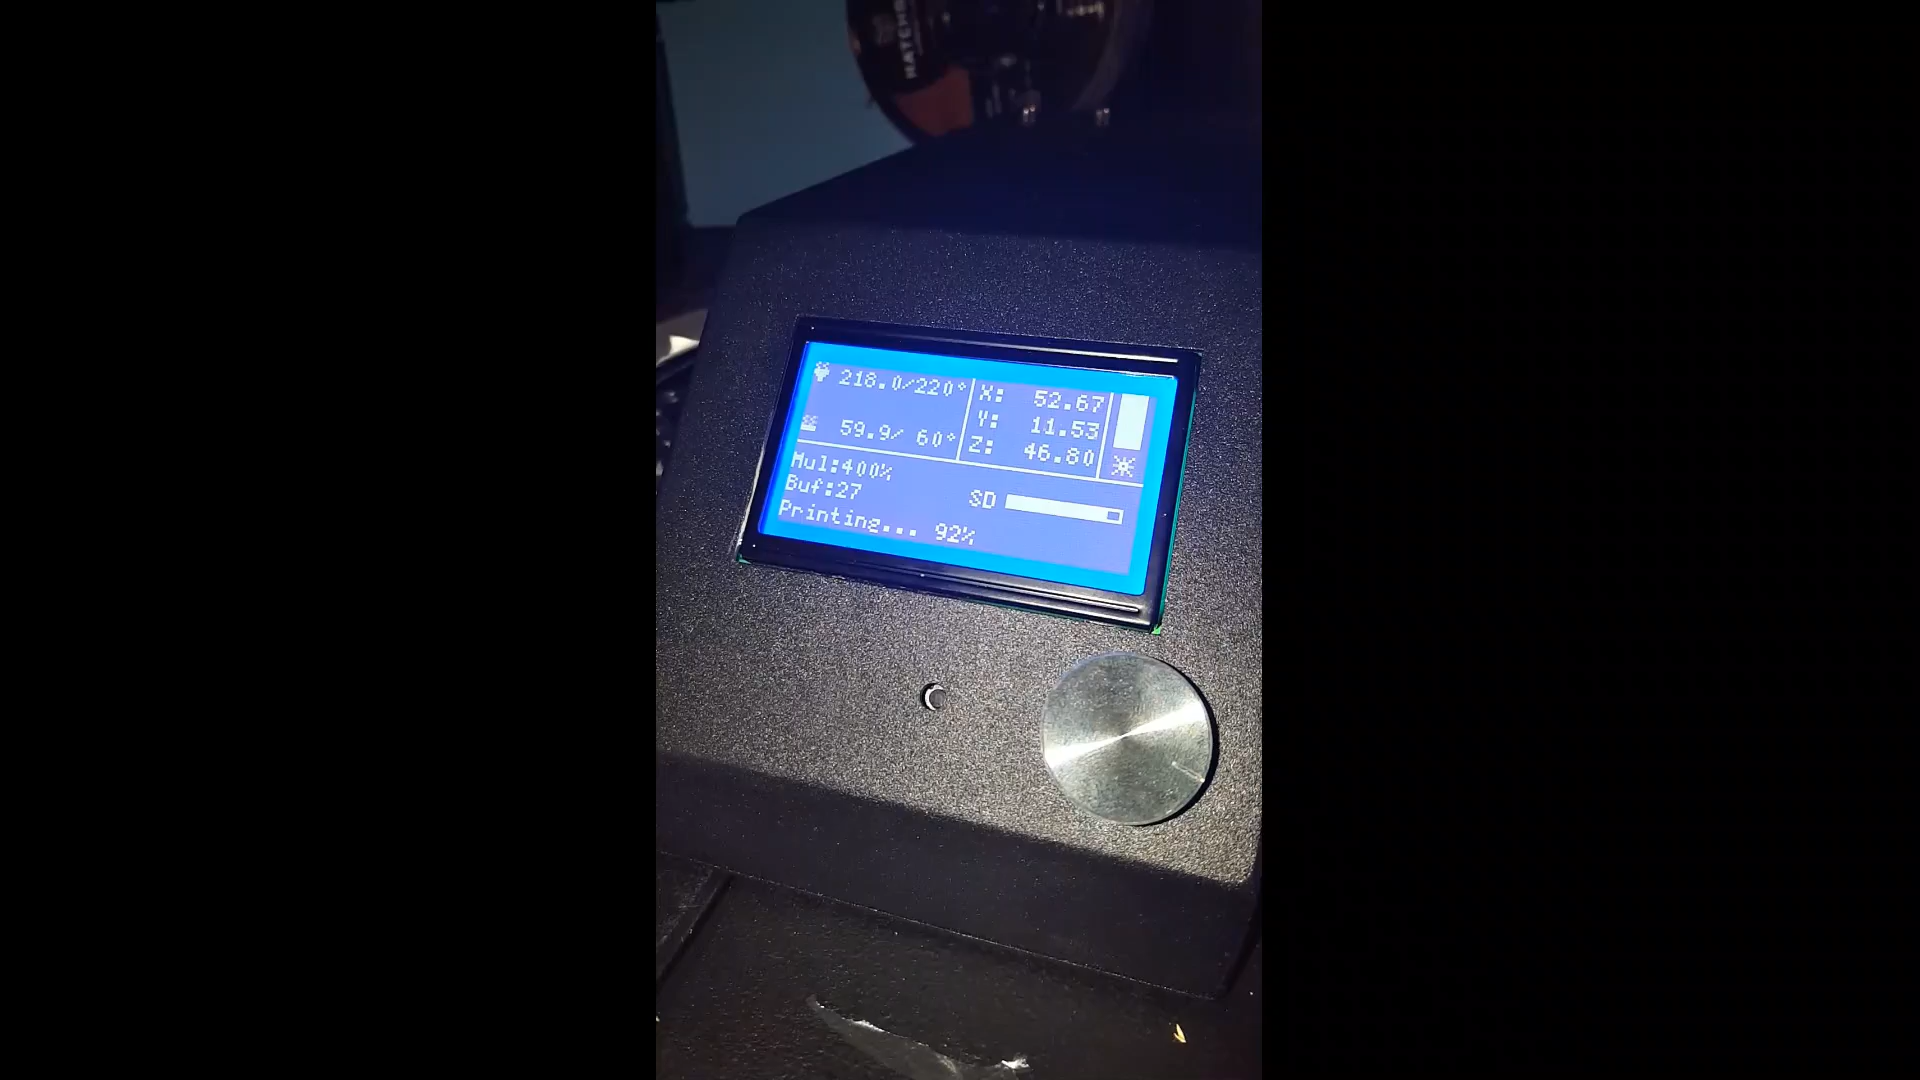 HATCHB
218.0/220°
59.9/ 60°
X: 52.67
Y: 11.53
Z: 46.80
Mul:400%
Buf:27
SD
Printing... 92%